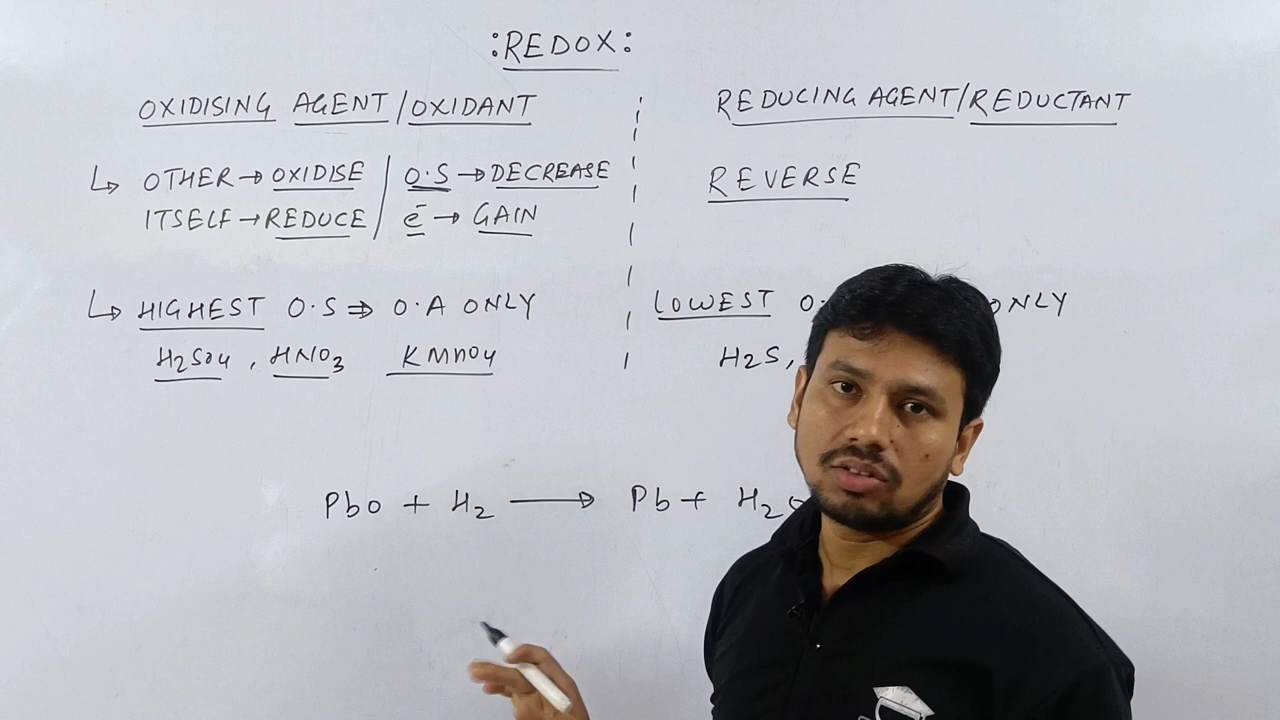 :REDOX:
OXIDISING AGENT/OXIDANT
↳ OTHER→OXIDISE / O.S→DECREASE
ITSELF→REDUCE / e⁻→ GAIN
↳ HIGHEST O.S ⇒ O.A ONLY
H2SO4, HNO3 KMnO4
REDUCING AGENT/REDUCTANT
REVERSE
LOWEST O. ONLY
H2S,
PbO + H2 → Pb + H2O